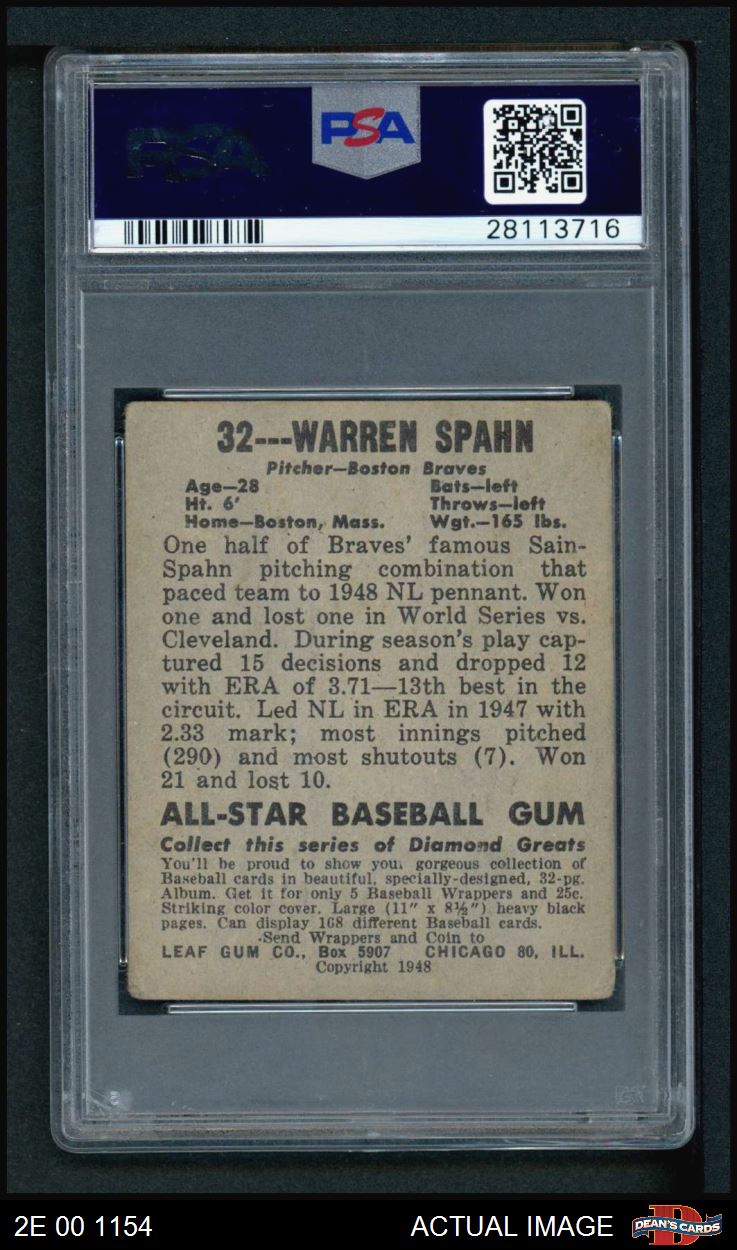 PSA
PSA
28113716
32---WARREN SPAHN
Pitcher—Boston Braves
Age—28 Bats—left
Ht. 6' Throws—left
Home—Boston, Mass. Wgt.—165 lbs.
One half of Braves' famous Sain-
Spahn pitching combination that
paced team to 1948 NL pennant. Won
one and lost one in World Series vs.
Cleveland. During season's play cap-
tured 15 decisions and dropped 12
with ERA of 3.71—13th best in the
circuit. Led NL in ERA in 1947 with
2.33 mark; most innings pitched
(290) and most shutouts (7). Won
21 and lost 10.
ALL-STAR BASEBALL GUM
Collect this series of Diamond Greats
You'll be proud to show your gorgeous collection of
Baseball cards in beautiful, specially-designed, 32-pg.
Album. Get it for only 5 Baseball Wrappers and 25c.
Striking color cover. Large (11" x 8½") heavy black
pages. Can display 168 different Baseball cards.
Send Wrappers and Coin to
LEAF GUM CO., Box 5907 CHICAGO 80, ILL.
Copyright 1948
2E 00 1154 ACTUAL IMAGE DEAN'S CARDS